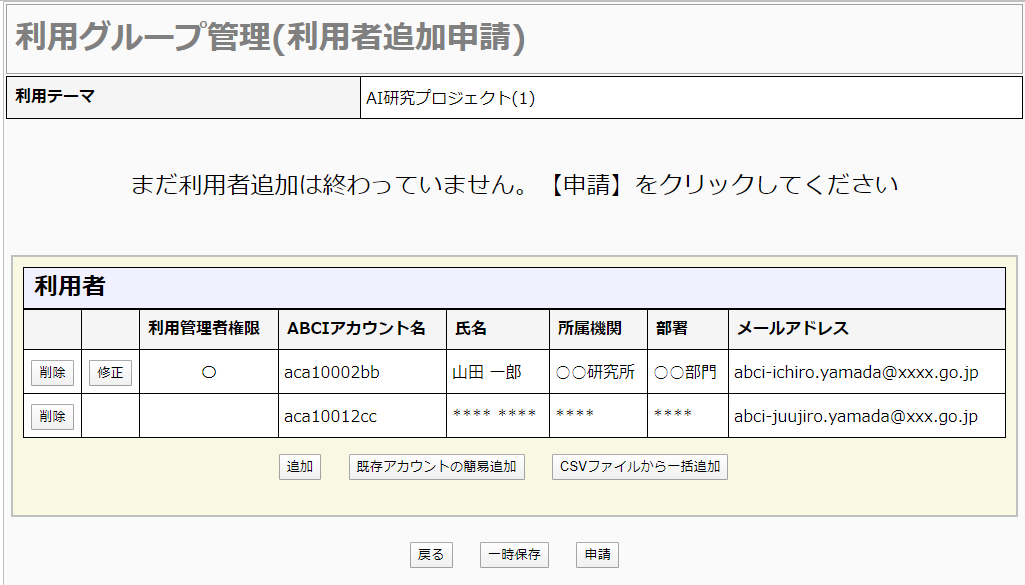 利用グループ管理(利用者追加申請)
利用テーマ AI研究プロジェクト(1)
まだ利用者追加は終わっていません。【申請】をクリックしてください
利用者
利用管理者権限 ABCIアカウント名 氏名 所属機関 部署 メールアドレス
削除 修正 〇 aca10002bb 山田 一郎 〇〇研究所 〇〇部門 abci-ichiro.yamada@xxxx.go.jp
削除 aca10012cc **** **** **** **** abci-juujiro.yamada@xxx.go.jp
追加 既存アカウントの簡易追加 CSVファイルから一括追加
戻る 一時保存 申請